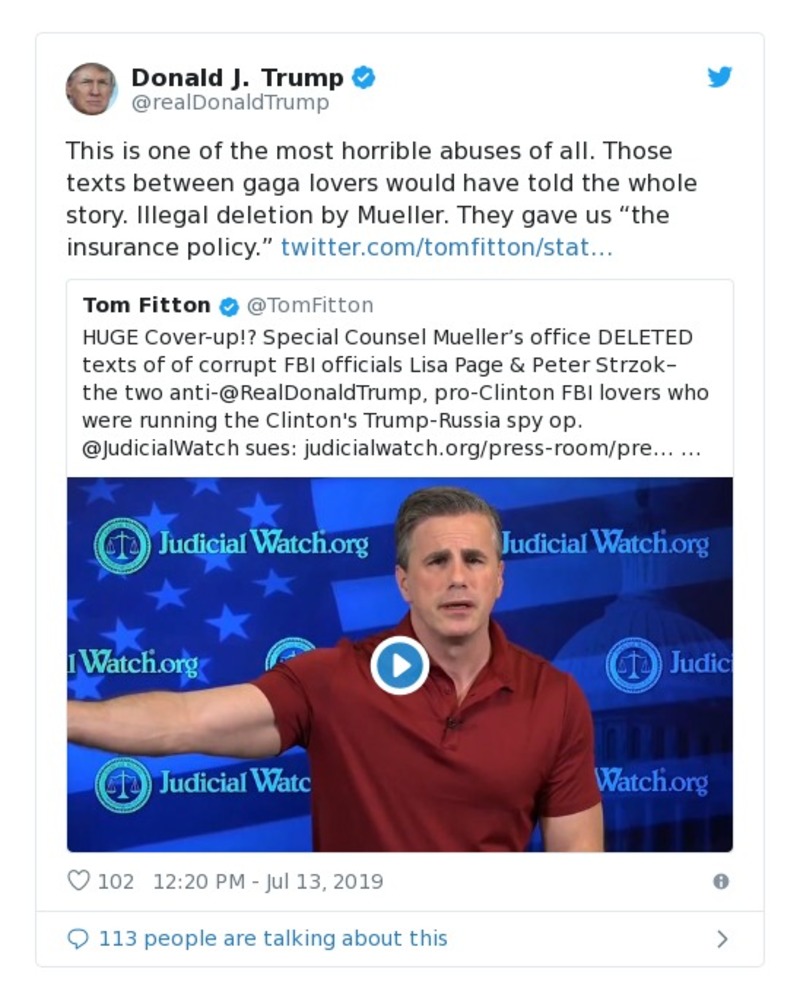 Donald J. Trump
@realDonaldTrump
This is one of the most horrible abuses of all. Those
texts between gaga lovers would have told the whole
story. Illegal deletion by Mueller. They gave us “the
insurance policy.” twitter.com/tomfitton/stat…
Tom Fitton @TomFitton
HUGE Cover-up!? Special Counsel Mueller’s office DELETED
texts of of corrupt FBI officials Lisa Page & Peter Strzok–
the two anti-@RealDonaldTrump, pro-Clinton FBI lovers who
were running the Clinton's Trump-Russia spy op.
@JudicialWatch sues: judicialwatch.org/press-room/pre… …
Judicial Watch.org
Judicial Watch.org
l Watch.org
Judici
Judicial Watc
Watch.org
102 12:20 PM - Jul 13, 2019
113 people are talking about this